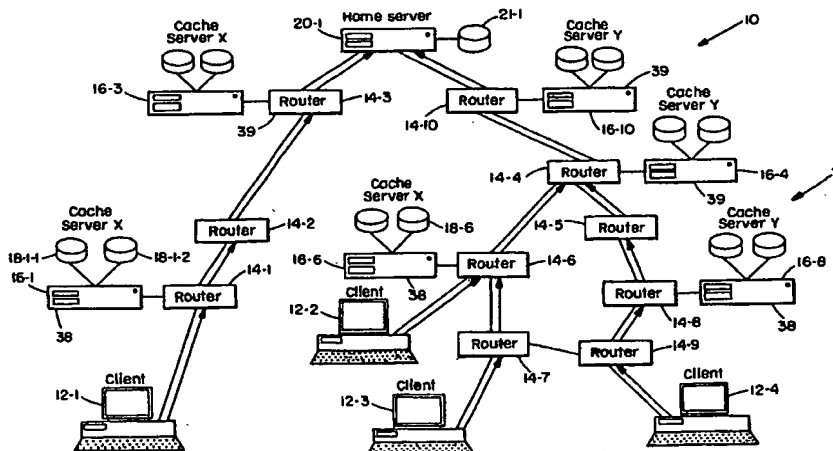 Home server
20-1
21-1
10
Cache
Server X
Cache
Server Y
16-3
Router
14-3
39
Router
14-10
39
16-10
Cache
Server Y
Router
14-4
16-4
39
Cache
Server X
Router
14-2
Cache
Server X
18-6
Router
14-5
Cache
Server Y
18-1-1
18-1-2
16-1
Router
14-1
38
16-6
Router
14-6
38
16-8
Router
14-8
38
Client
12-2
Router
14-7
Router
14-9
Client
12-1
Client
12-3
Client
12-4